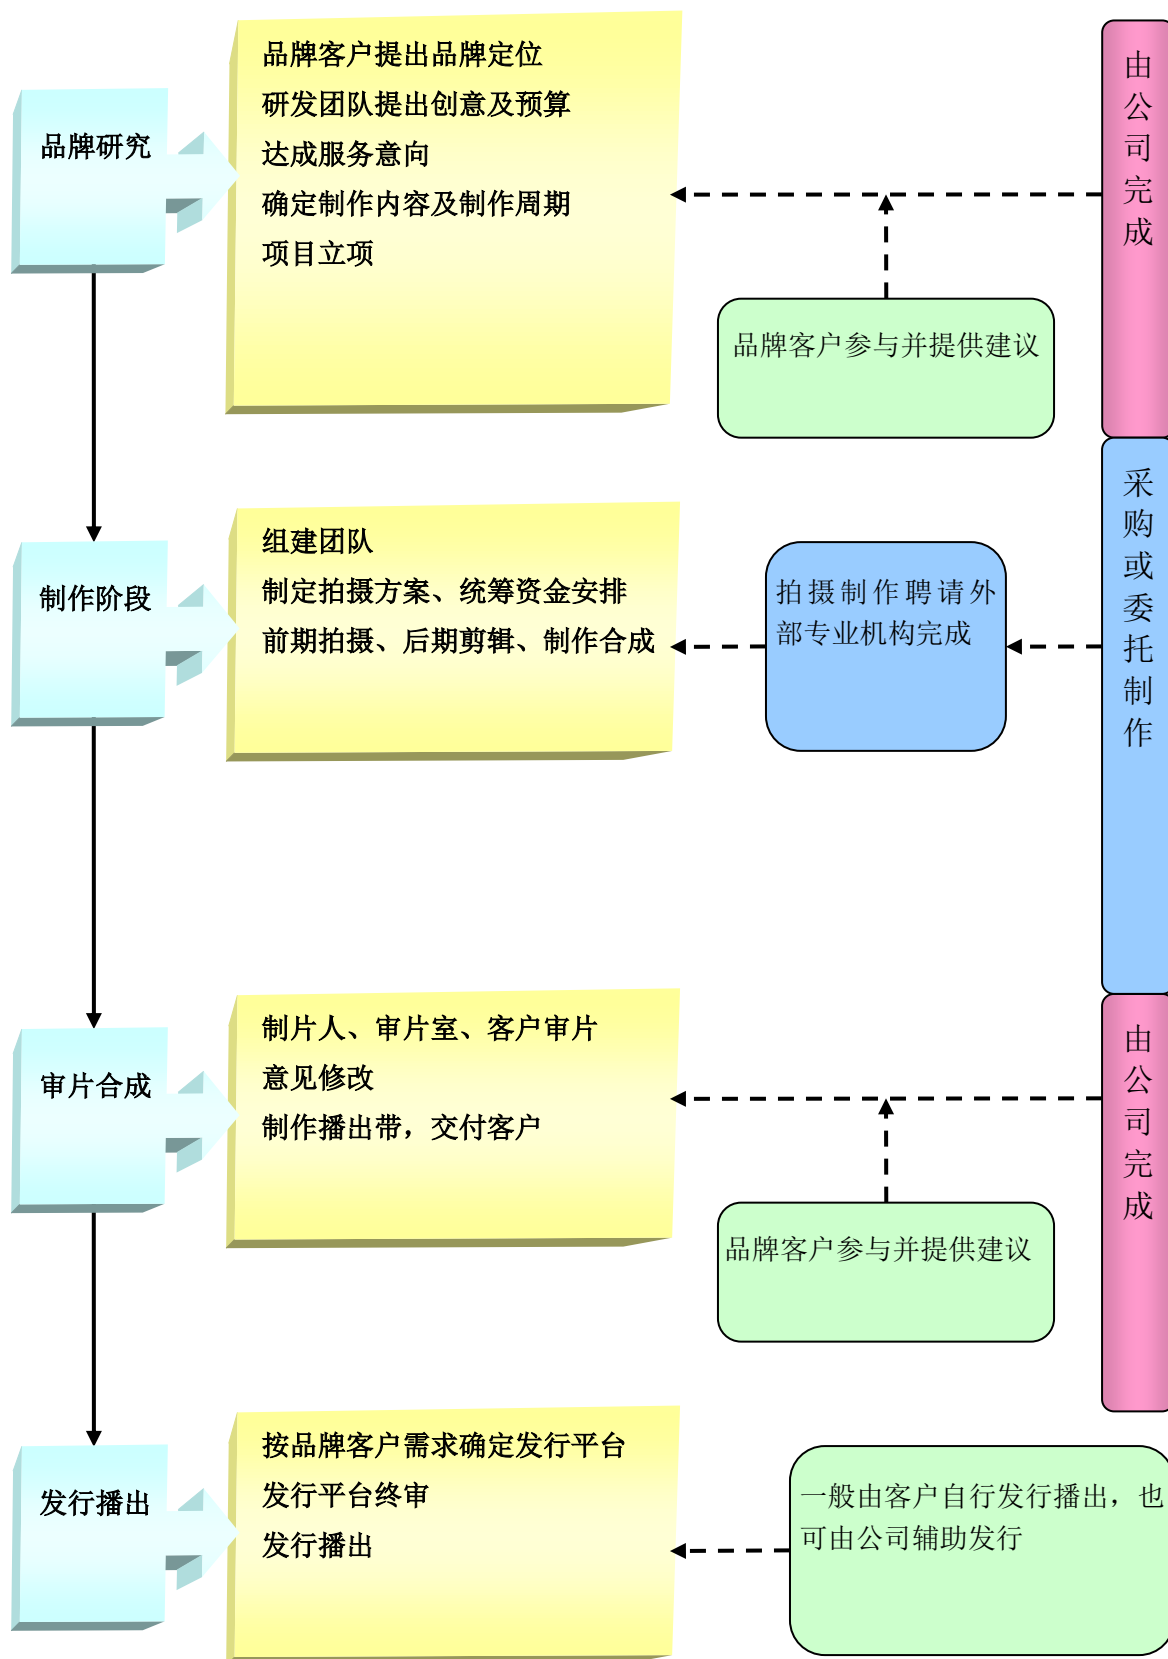 品牌研究
品牌客户提出品牌定位
研发团队提出创意及预算
达成服务意向
确定制作内容及制作周期
项目立项
品牌客户参与并提供建议
由公司完成
制作阶段
组建团队
制定拍摄方案、统筹资金安排
前期拍摄、后期剪辑、制作合成
拍摄制作聘请外
部专业机构完成
采购或委托制作
审片合成
制片人、审片室、客户审片
意见修改
制作播出带，交付客户
品牌客户参与并提供建议
由公司完成
发行播出
按品牌客户需求确定发行平台
发行平台终审
发行播出
一般由客户自行发行播出，也
可由公司辅助发行